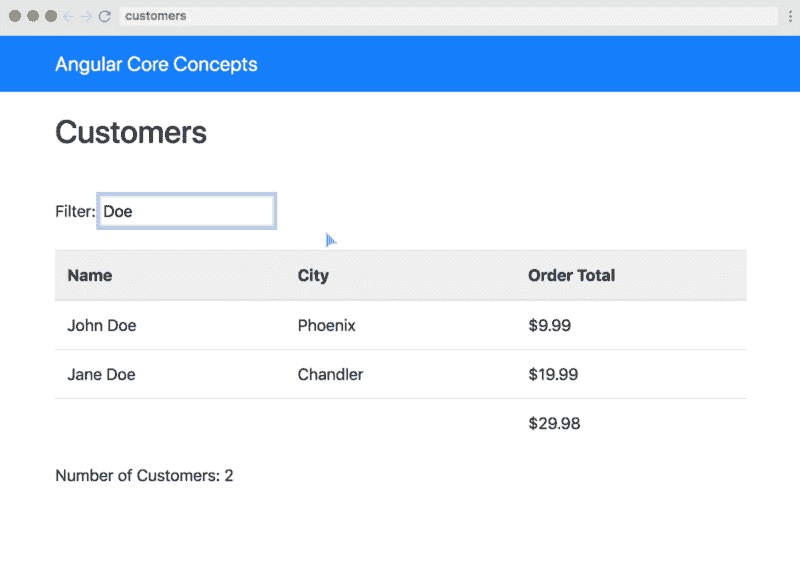 customers
Angular Core Concepts
Customers
Filter: Doe
Name City Order Total
John Doe Phoenix $9.99
Jane Doe Chandler $19.99
$29.98
Number of Customers: 2